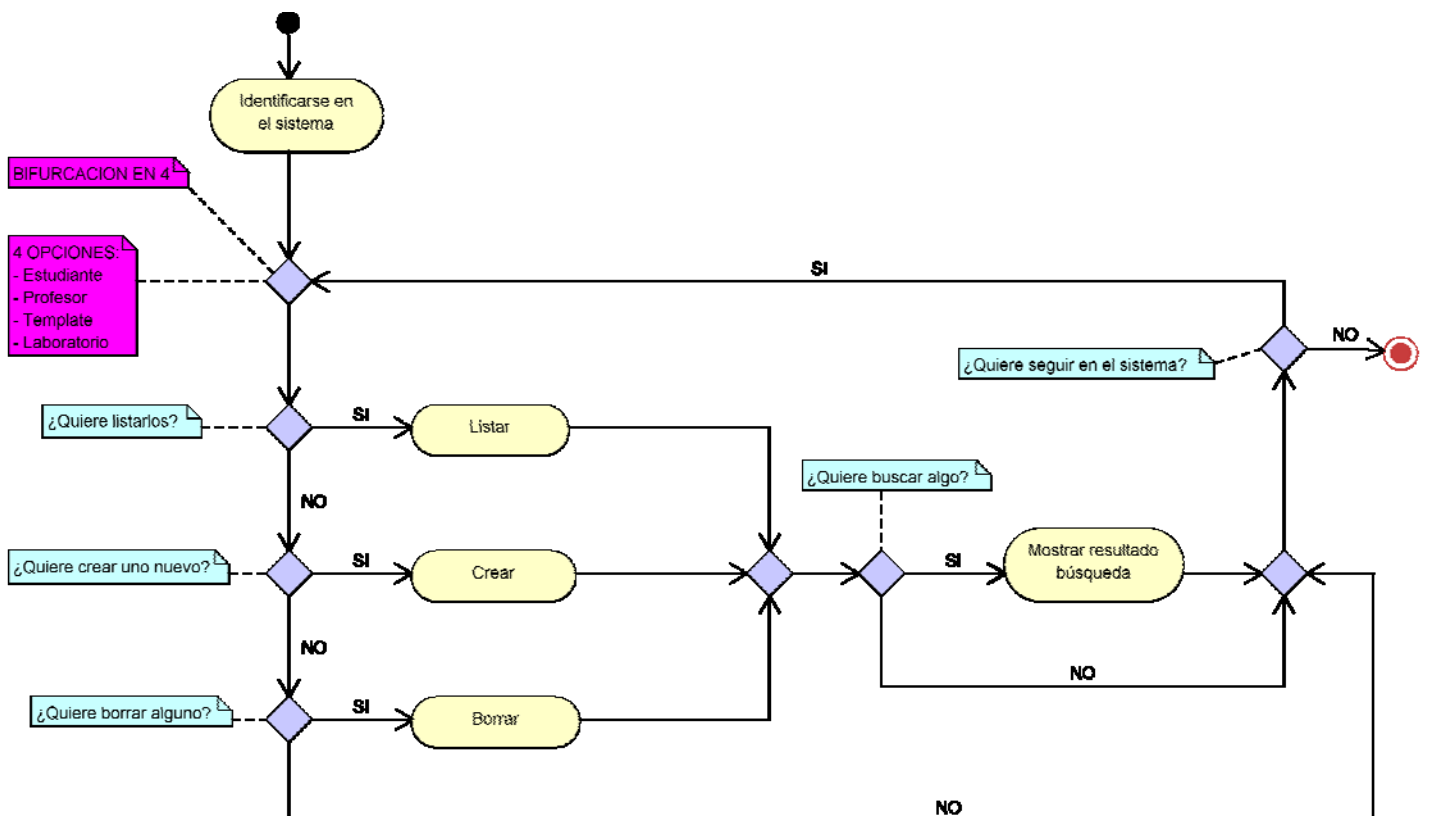 Identificarse en
el sistema
BIFURCACION EN 4
4 OPCIONES:
- Estudiante
- Profesor
- Template
- Laboratorio
SI
¿Quiere seguir en el sistema?
NO
¿Quiere listarlos?
SI
Listar
¿Quiere buscar algo?
NO
¿Quiere crear uno nuevo?
SI
Crear
SI
Mostrar resultado
búsqueda
NO
NO
¿Quiere borrar alguno?
SI
Borrar
NO